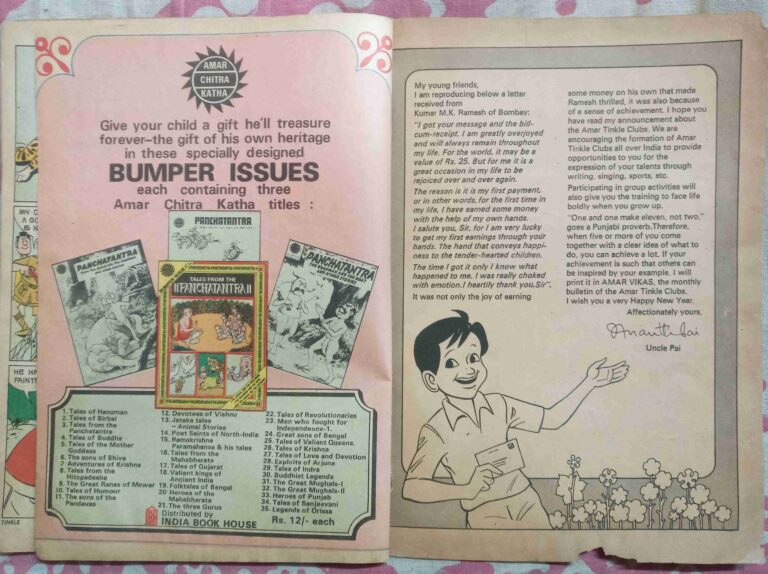 MY D
A SO
IS N
HE HA
PAINTE
TINKLE
AMAR
CHITRA
KATHA
Give your child a gift he'll treasure
forever–the gift of his own heritage
in these specially designed
BUMPER ISSUES
each containing three
Amar Chitra Katha titles :
PANCHATANTRA
PANCHATANTRA
PANCHATANTRA
TALES FROM THE
PANCHATANTRA
1. Tales of Hanuman
2. Tales of Birbal
3. Tales from the
Panchatantra
4. Tales of Buddha
5. Tales of the Mother
Goddess
6. The sons of Shiva
7. Adventures of Krishna
8. Tales from the
Hitopadesha
9. The Great Ranas of Mewar
10. Tales of Humour
11. The sons of the
Pandavas
12. Devotees of Vishnu
13. Jataka tales
– Animal Stories
14. Poet Saints of North-India
15. Ramakrishna
Paramahansa & his tales
16. Tales from the
Mahabharata
17. Tales of Gujarat
18. Valiant kings of
Ancient India
19. Folktales of Bengal
20. Heroes of the
Mahabharata
21. The three Gurus
22. Tales of Revolutionaries
23. Men who fought for
Independence-1.
24. Great sons of Bengal
25. Tales of Valiant Queens
26. Tales of Krishna
27. Tales of Love and Devotion
28. Exploits of Arjuna
29. Tales of Indra
30. Buddhist Legends
31. The Great Mughals-I
32. The Great Mughals-II
33. Heroes of Punjab
34. Tales of Sanjeevani
35. Legends of Orissa
Distributed by
INDIA BOOK HOUSE
Rs. 12/- each
My young friends,
I am reproducing below a letter
received from
Kumar M.K. Ramesh of Bombay:
"I got your message and the bill-
cum-receipt. I am greatly overjoyed
and will always remain throughout
my life. For the world, it may be a
value of Rs. 25. But for me it is a
great occasion in my life to be
rejoiced over and over again.
The reason is it is my first payment,
or in other words, for the first time in
my life, I have earned some money
with the help of my own hands.
I salute you, Sir, for I am very lucky
to get my first earnings through your
hands. The hand that conveys happi-
ness to the tender-hearted children.
The time I got it only I know what
happened to me. I was really choked
with emotion. I heartily thank you, Sir".
It was not only the joy of earning
some money on his own that made
Ramesh thrilled, it was also because
of a sense of achievement. I hope you
have read my announcement about
the Amar Tinkle Clubs. We are
encouraging the formation of Amar
Tinkle Clubs all over India to provide
opportunities to you for the
expression of your talents through
writing, singing, sports, etc.
Participating in group activities will
also give you the training to face life
boldly when you grow up.
"One and one make eleven, not two,"
goes a Punjabi proverb.Therefore,
when five or more of you come
together with a clear idea of what to
do, you can achieve a lot. If your
achievement is such that others can
be inspired by your example, I will
print it in AMAR VIKAS, the monthly
bulletin of the Amar Tinkle Clubs.
I wish you a very Happy New Year.
Affectionately yours,
Ananth Pai
Uncle Pai